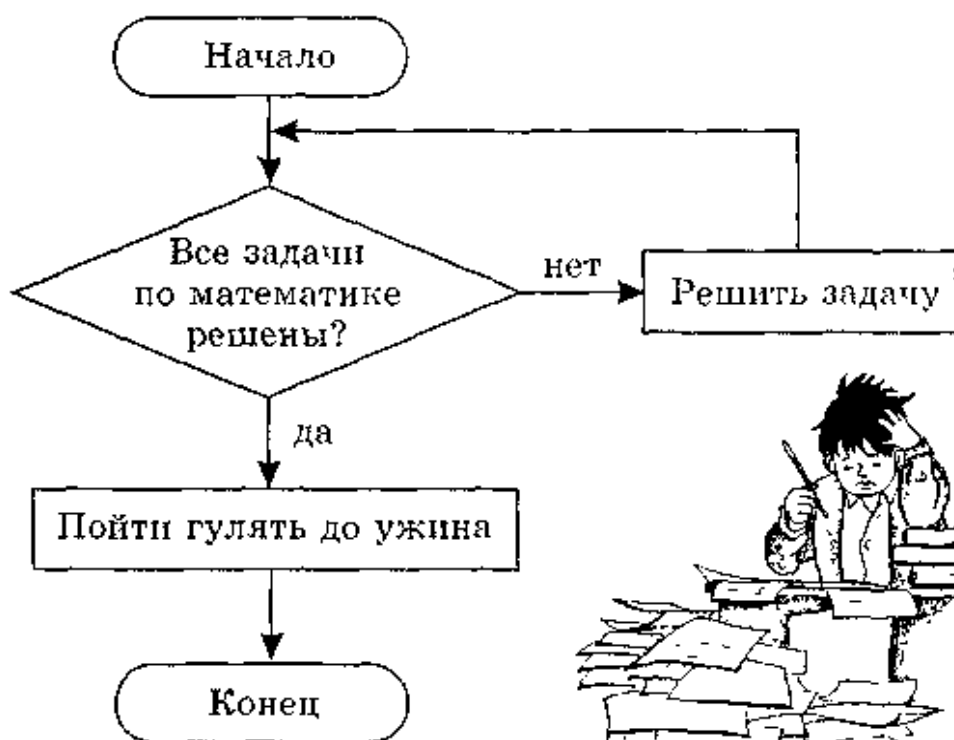 Начало
Все задачи
по математике
решены?
нет
Решить задачу
да
Пойти гулять до ужина
Конец